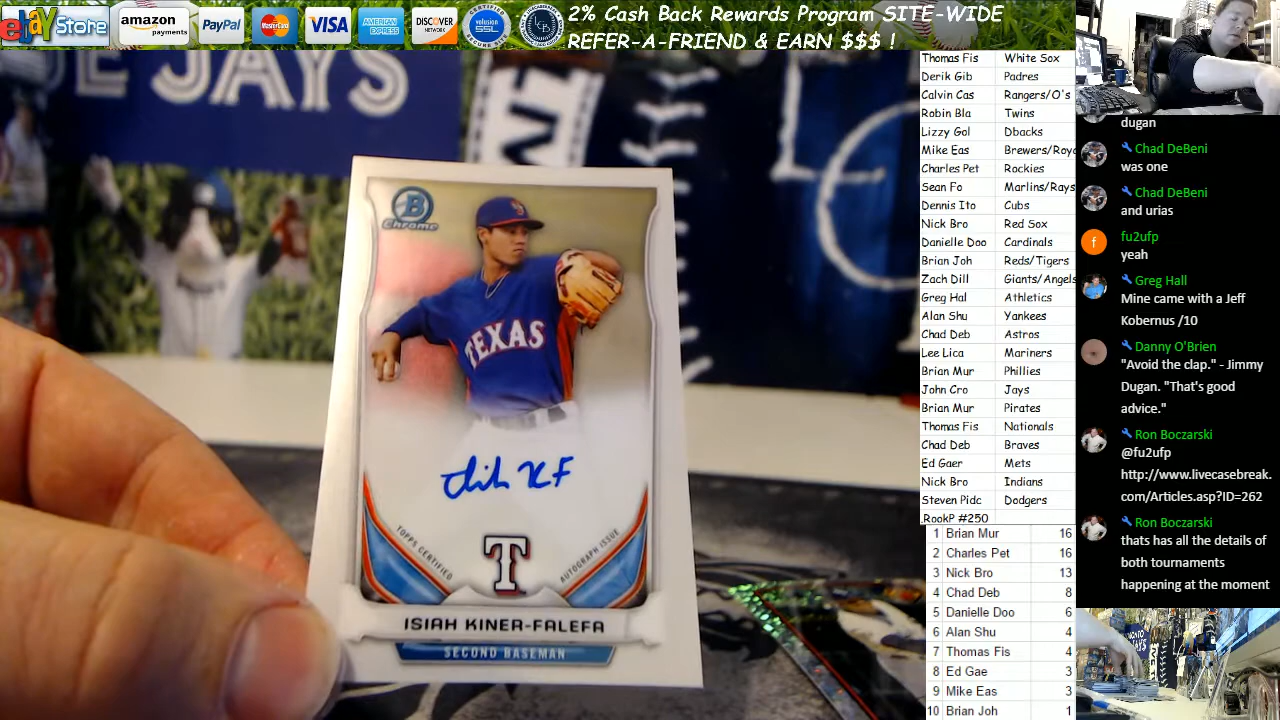 ebay Store
amazon
payments
PayPal
MasterCard
VISA
AMERICAN
EXPRESS
DISCOVER
NETWORK
volusion
SSL
2% Cash Back Rewards Program SITE-WIDE
REFER-A-FRIEND & EARN $$$ !
JAYS
B
Chrome
TEXAS
TOPPS CERTIFIED
AUTOGRAPH ISSUE
T
ISIAH KINER-FALEFA
SECOND BASEMAN
Thomas Fis White Sox
Derik Gib Padres
Calvin Cas Rangers/O's
Robin Bla Twins
Lizzy Gol Dbacks
Mike Eas Brewers/Roya
Charles Pet Rockies
Sean Fo Marlins/Rays
Dennis Ito Cubs
Nick Bro Red Sox
Danielle Doo Cardinals
Brian Joh Reds/Tigers
Zach Dill Giants/Angels
Greg Hal Athletics
Alan Shu Yankees
Chad Deb Astros
Lee Lica Mariners
Brian Mur Phillies
John Cro Jays
Brian Mur Pirates
Thomas Fis Nationals
Chad Deb Braves
Ed Gaer Mets
Nick Bro Indians
Steven Pidc Dodgers
.RookP #250
1 Brian Mur 16
2 Charles Pet 16
3 Nick Bro 13
4 Chad Deb 8
5 Danielle Doo 6
6 Alan Shu 4
7 Thomas Fis 4
8 Ed Gae 3
9 Mike Eas 3
10 Brian Joh 1
dugan
Chad DeBeni
was one
Chad DeBeni
and urias
f
fu2ufp
yeah
Greg Hall
Mine came with a Jeff
Kobernus /10
Danny O'Brien
"Avoid the clap." - Jimmy
Dugan. "That's good
advice."
Ron Boczarski
@fu2ufp
http://www.livecasebreak.
com/Articles.asp?ID=262
Ron Boczarski
thats has all the details of
both tournaments
happening at the moment